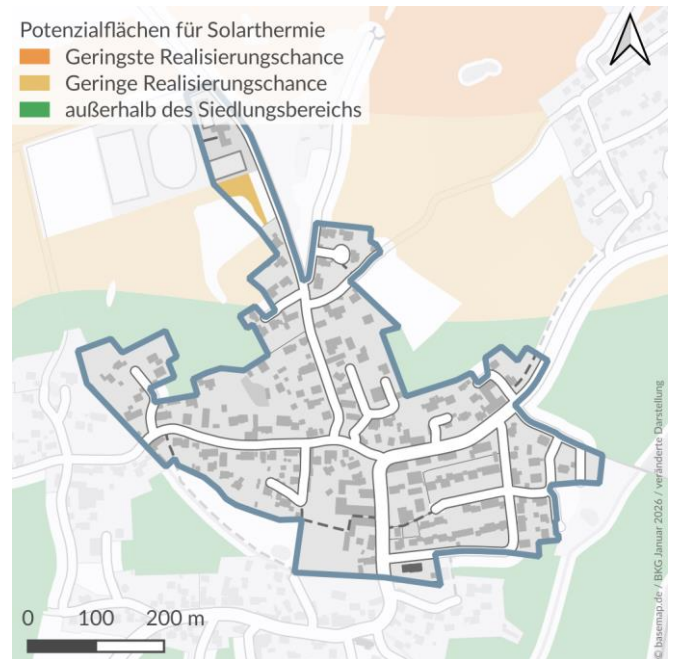 Potenzialflächen für Solarthermie
Geringste Realisierungschance
Geringe Realisierungschance
außerhalb des Siedlungsbereichs
© basemap.de / BKG Januar 2026 / veränderte Darstellung
0 100 200 m